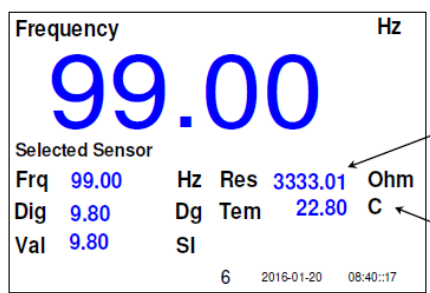 Frequency Hz
99.00
Selected Sensor
Frq 99.00 Hz Res 3333.01 Ohm
Dig 9.80 Dg Tem 22.80 C
Val 9.80 SI
6 2016-01-20 08:40::17